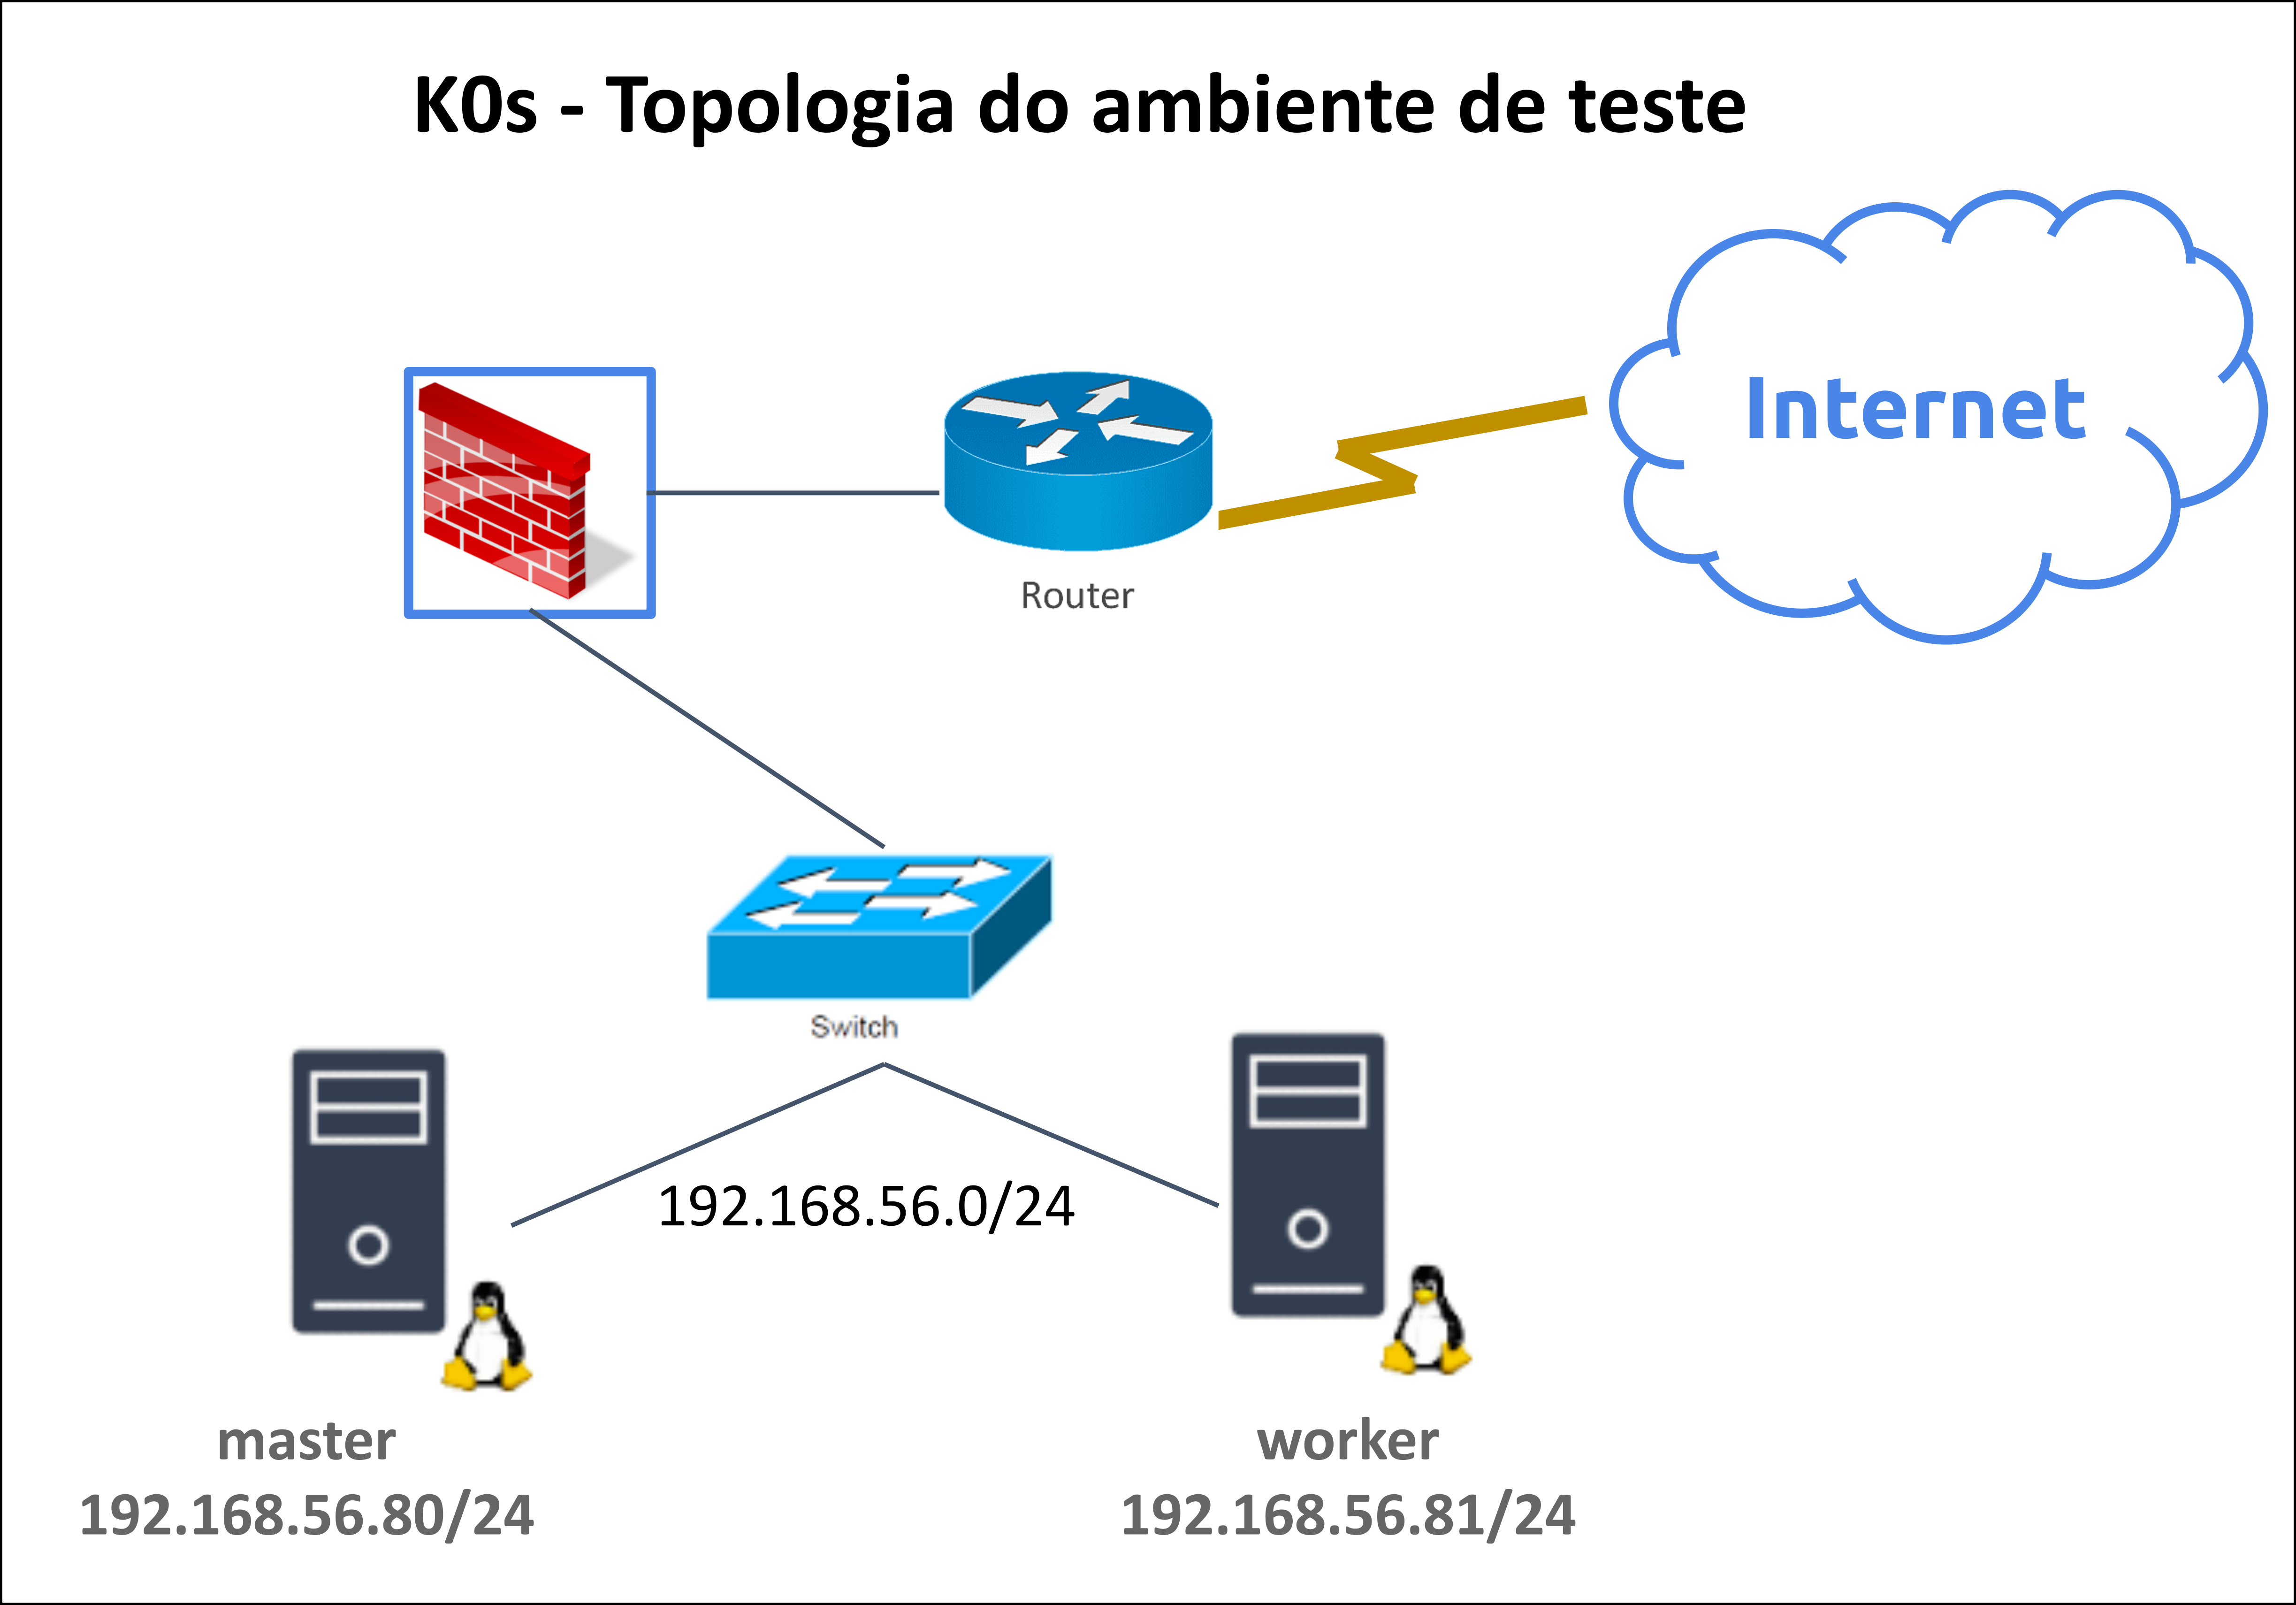 K0s - Topologia do ambiente de teste
Internet
Router
Switch
192.168.56.0/24
master
192.168.56.80/24
worker
192.168.56.81/24